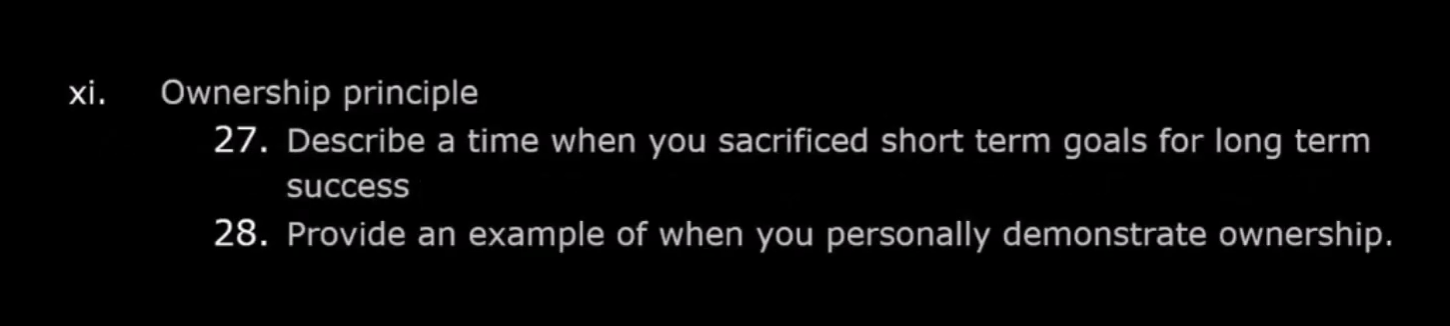 xi. Ownership principle
27. Describe a time when you sacrificed short term goals for long term
success
28. Provide an example of when you personally demonstrate ownership.